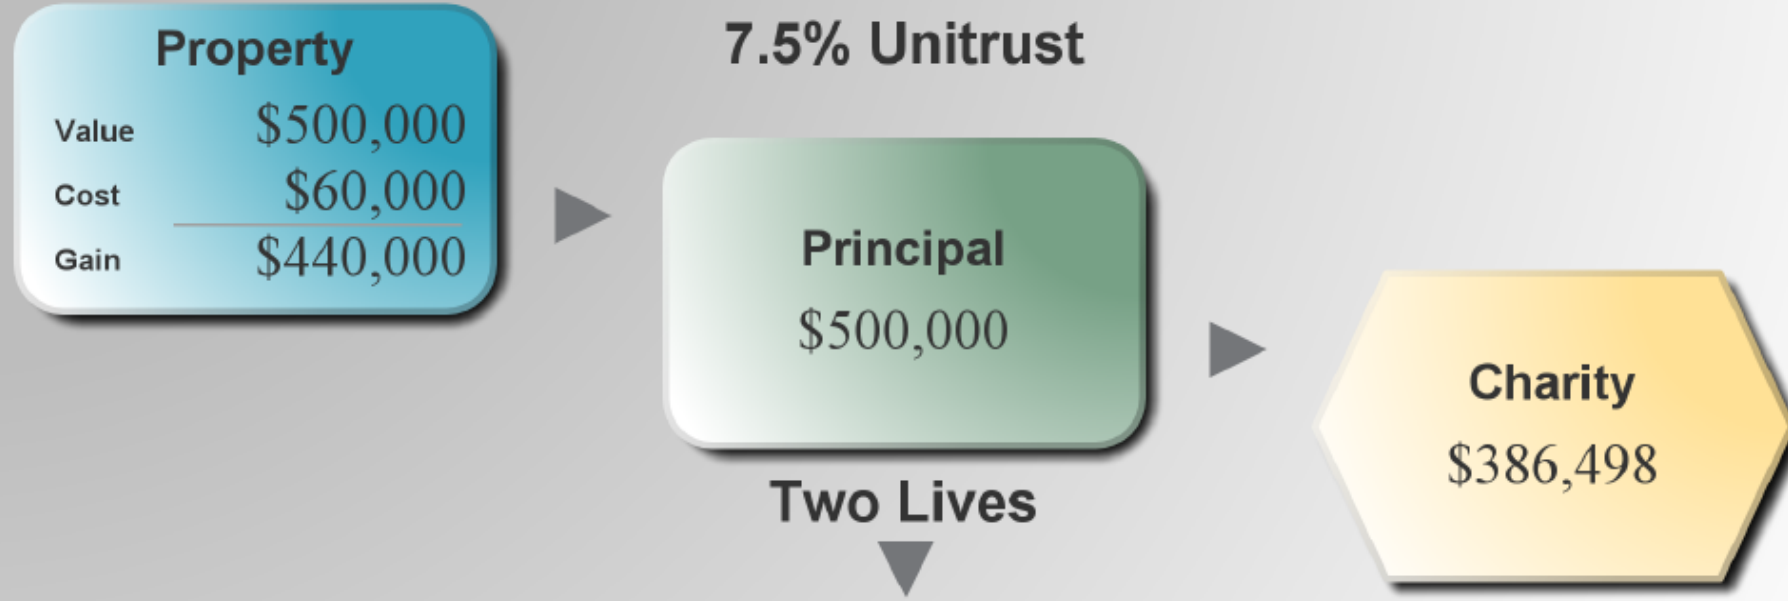 Property
Value $500,000
Cost $60,000
Gain $440,000
7.5% Unitrust
Principal
$500,000
Two Lives
Charity
$386,498